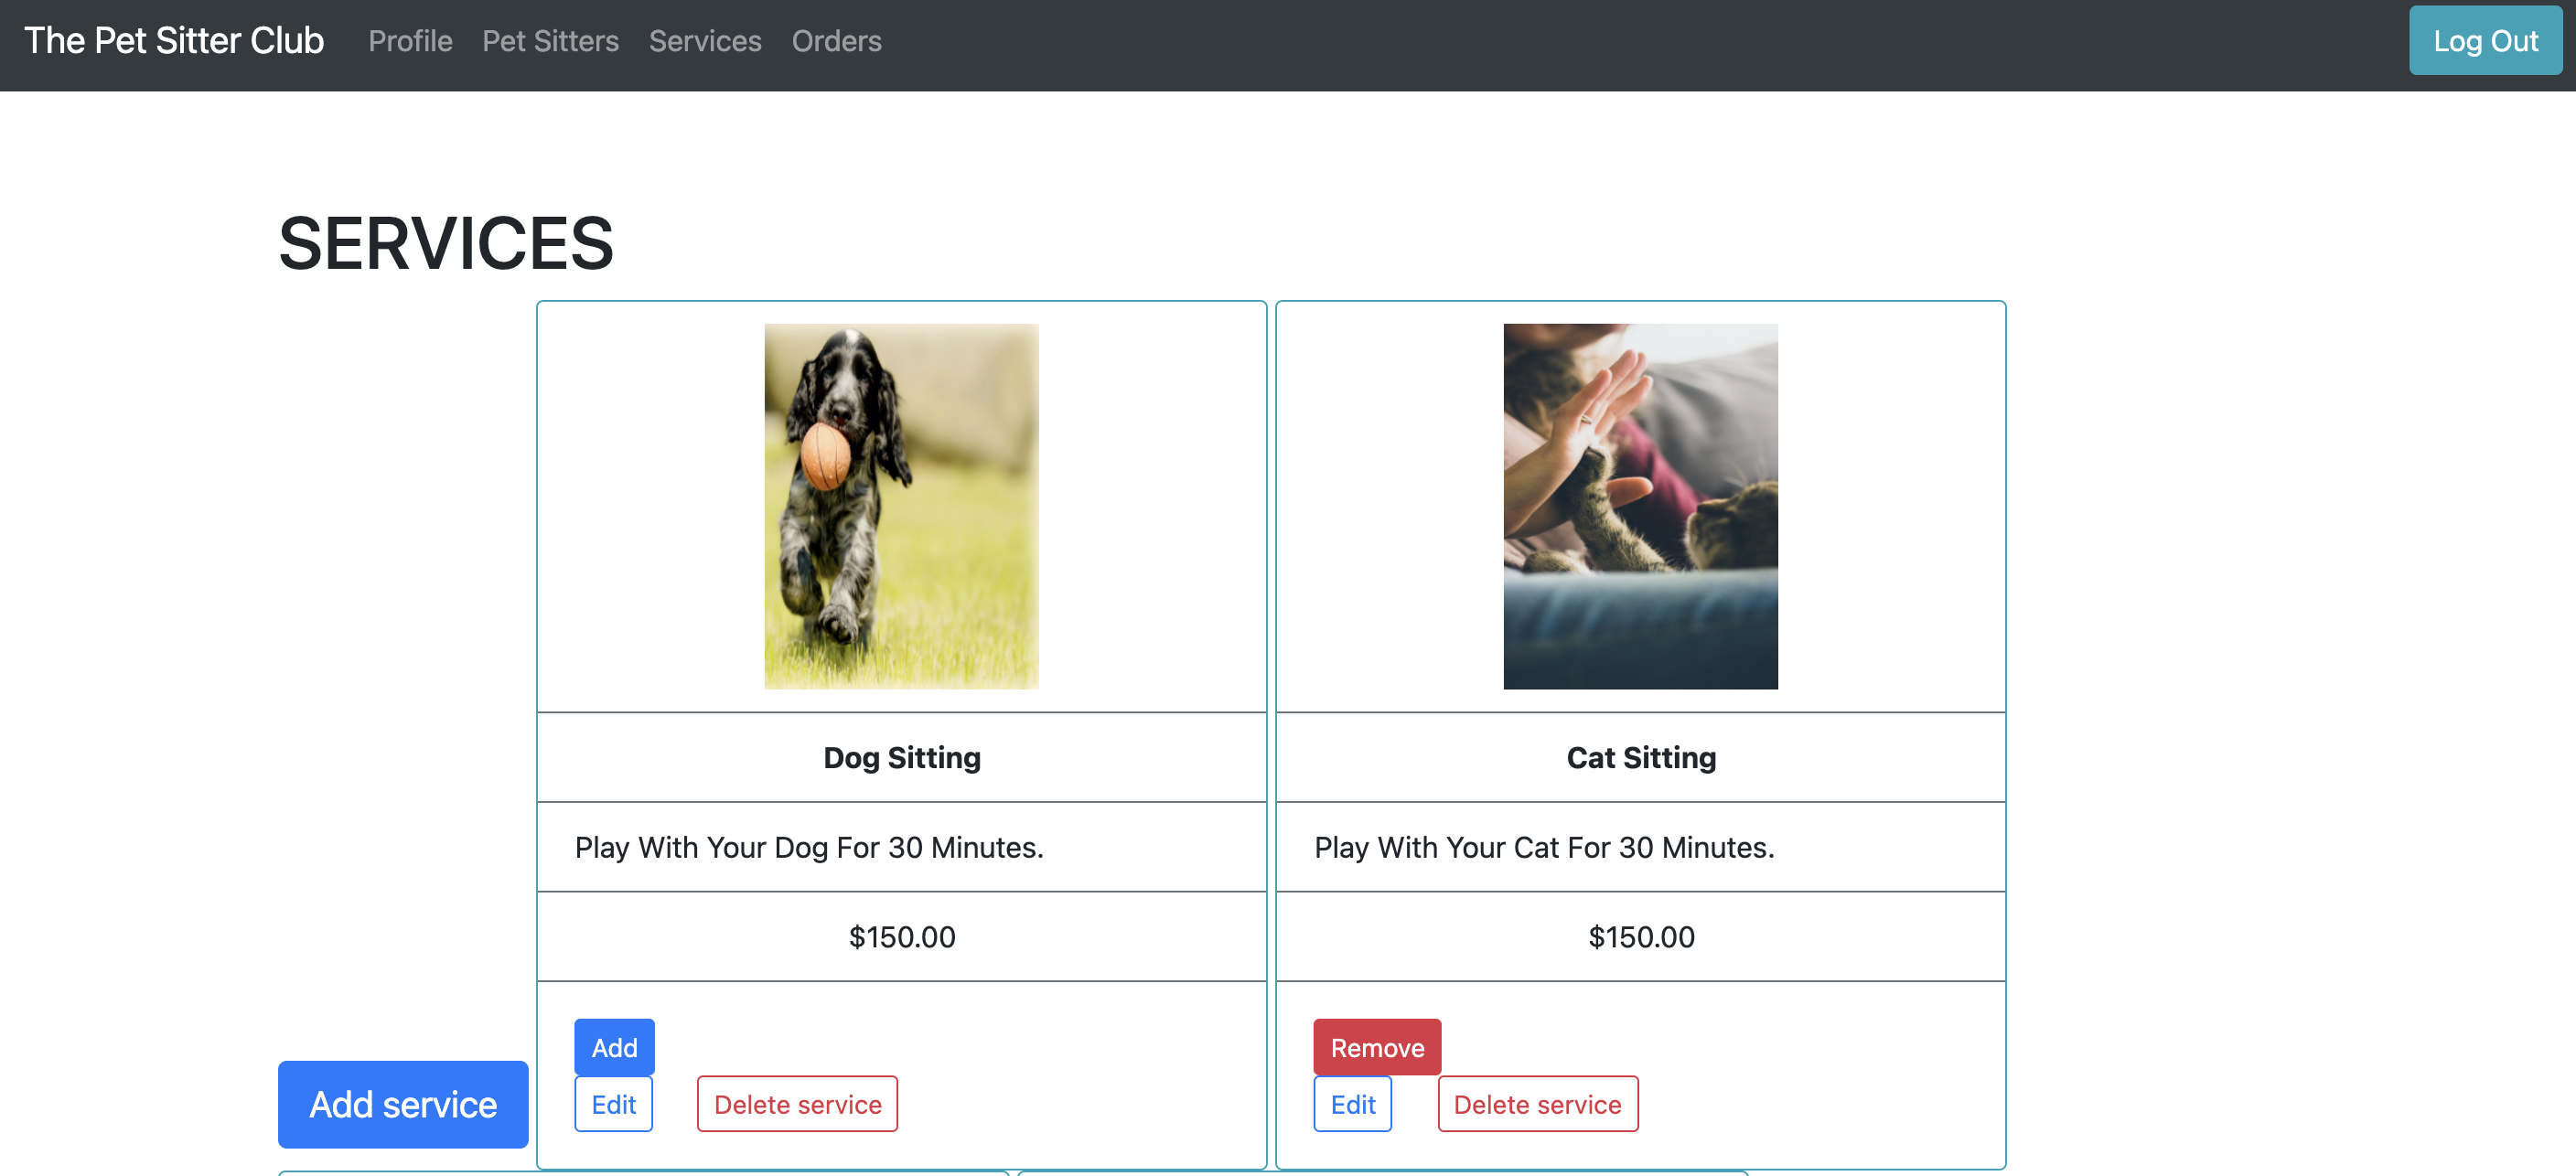 The Pet Sitter Club Profile Pet Sitters Services Orders Log Out
SERVICES
Dog Sitting
Play With Your Dog For 30 Minutes.
$150.00
Add
Edit Delete service
Cat Sitting
Play With Your Cat For 30 Minutes.
$150.00
Remove
Edit Delete service
Add service